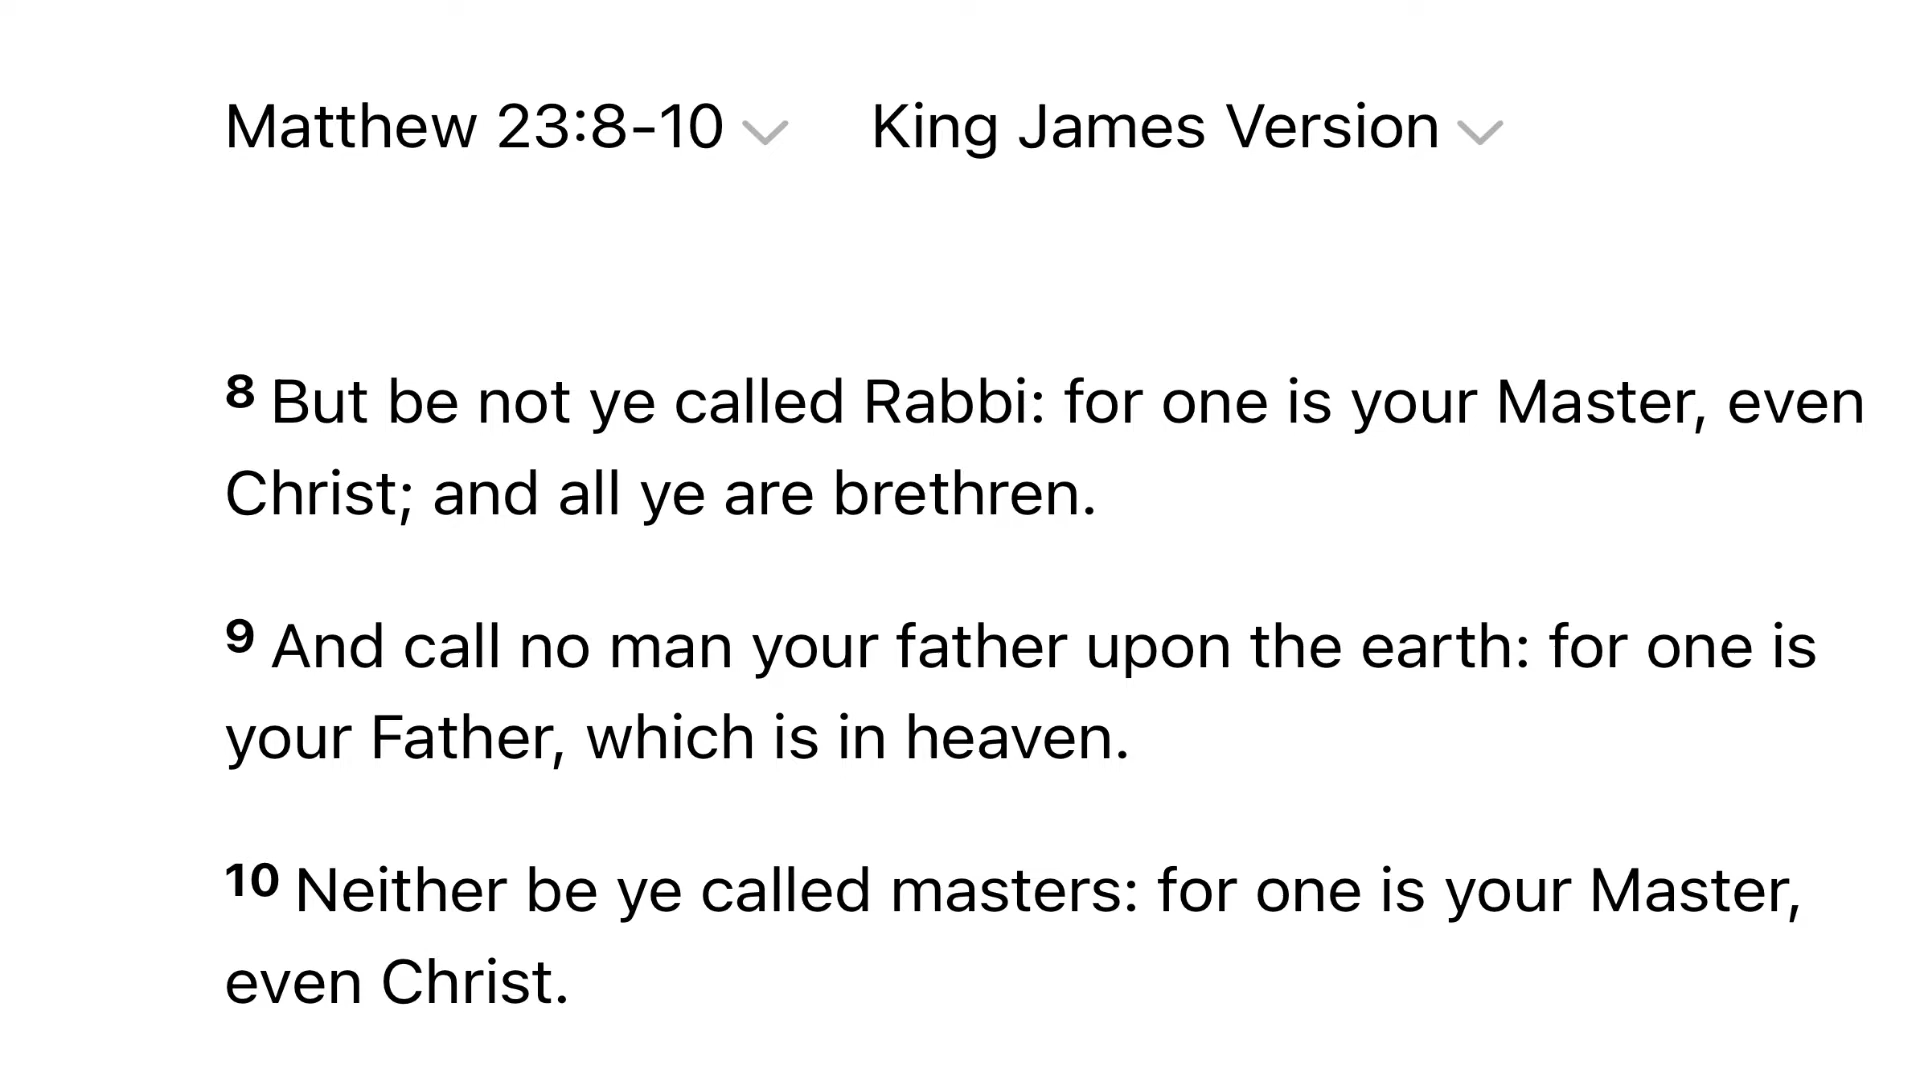 Matthew 23:8-10 King James Version
8 But be not ye called Rabbi: for one is your Master, even
Christ; and all ye are brethren.
9 And call no man your father upon the earth: for one is
your Father, which is in heaven.
10 Neither be ye called masters: for one is your Master,
even Christ.